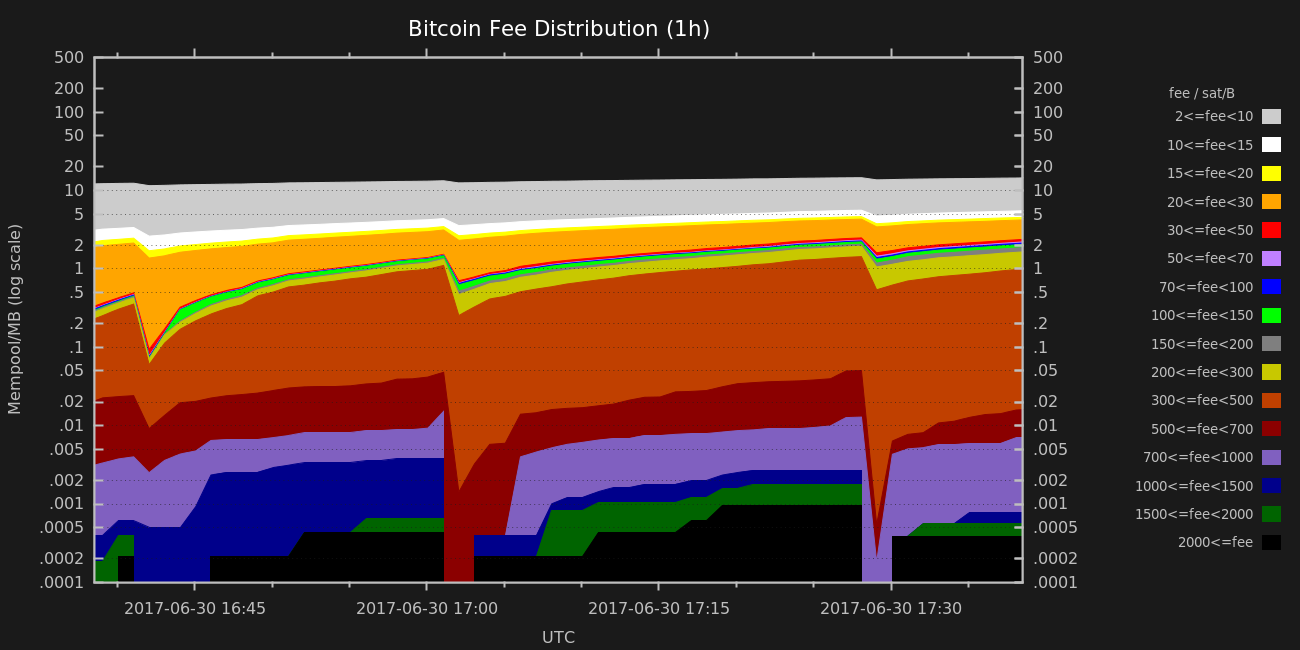 Bitcoin Fee Distribution (1h)
500 500
200 200
100 100
50 50
20 20
10 10
5 5
2 2
1 1
.5 .5
.2 .2
.1 .1
.05 .05
.02 .02
.01 .01
.005 .005
.002 .002
.001 .001
.0005 .0005
.0002 .0002
.0001 .0001
Mempool/MB (log scale)
2017-06-30 16:45 2017-06-30 17:00 2017-06-30 17:15 2017-06-30 17:30
UTC
fee / sat/B
2<=fee<10
10<=fee<15
15<=fee<20
20<=fee<30
30<=fee<50
50<=fee<70
70<=fee<100
100<=fee<150
150<=fee<200
200<=fee<300
300<=fee<500
500<=fee<700
700<=fee<1000
1000<=fee<1500
1500<=fee<2000
2000<=fee